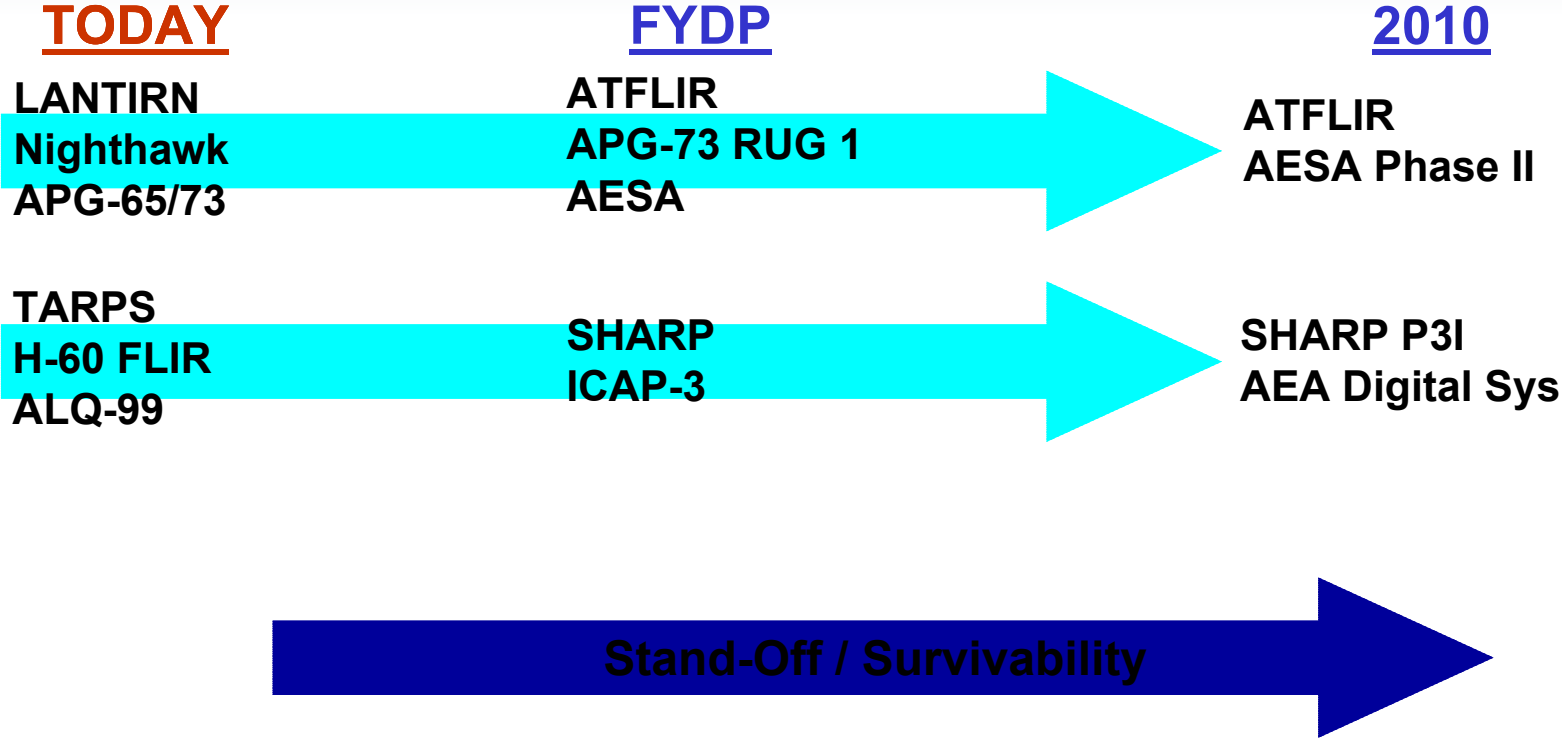 TODAY
FYDP
2010
LANTIRN
Nighthawk
APG-65/73
ATFLIR
APG-73 RUG 1
AESA
ATFLIR
AESA Phase II
TARPS
H-60 FLIR
ALQ-99
SHARP
ICAP-3
SHARP P3I
AEA Digital Sys
Stand-Off / Survivability